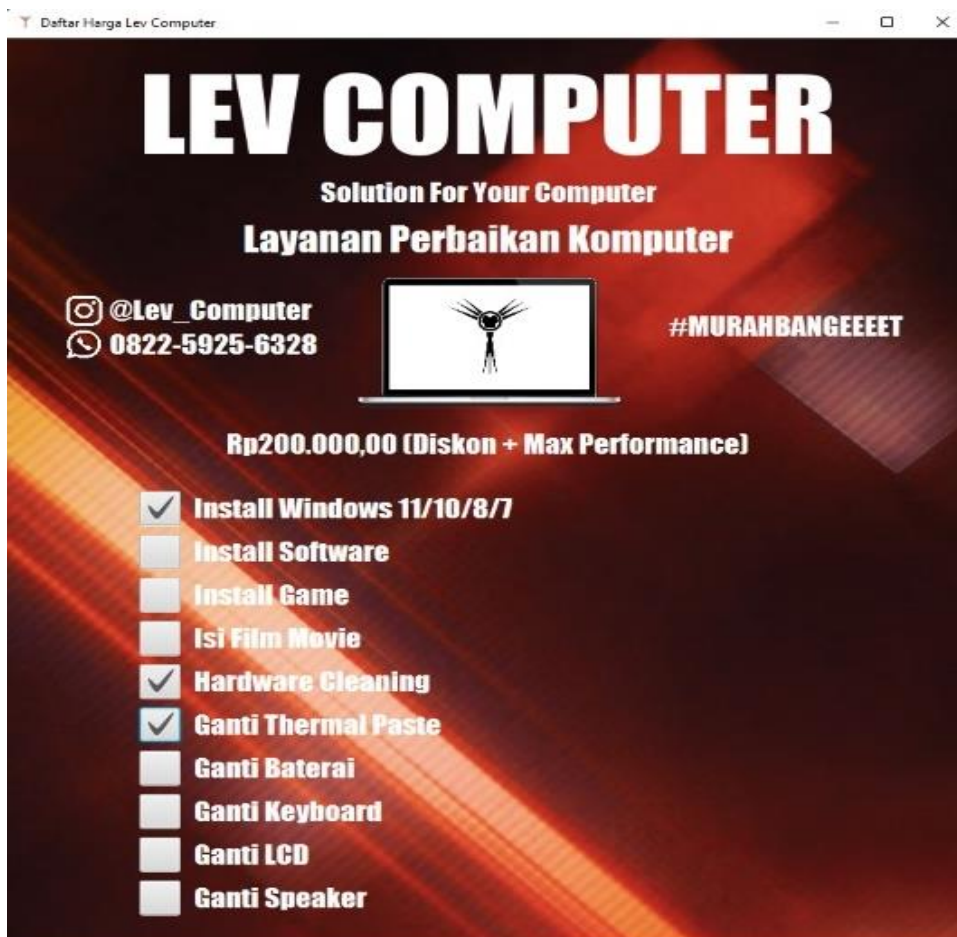 Daftar Harga Lev Computer
LEV COMPUTER
Solution For Your Computer
Layanan Perbaikan Komputer
@Lev_Computer
0822-5925-6328
#MURAHBANGEEEET
Rp200.000,00 (Diskon + Max Performance)
Install Windows 11/10/8/7
Install Software
Install Game
Isi Film Movie
Hardware Cleaning
Ganti Thermal Paste
Ganti Baterai
Ganti Keyboard
Ganti LCD
Ganti Speaker